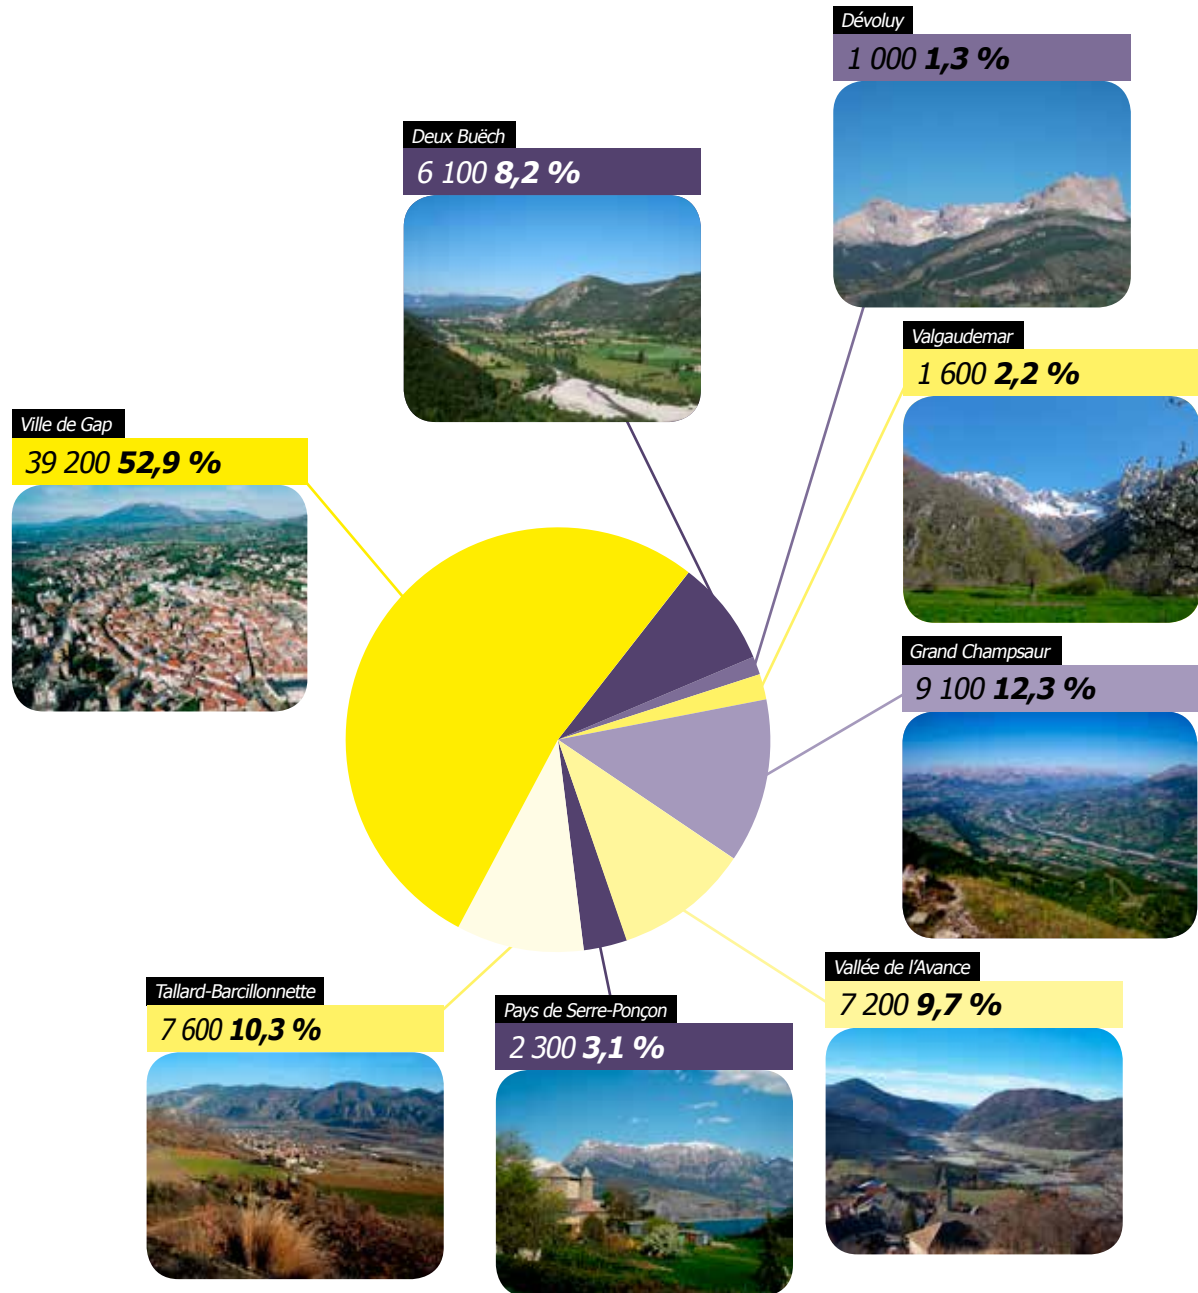 Dévoluy
1 000 1,3 %
Deux Buëch
6 100 8,2 %
Valgaudemar
1 600 2,2 %
Ville de Gap
39 200 52,9 %
Grand Champsaur
9 100 12,3 %
Vallée de l'Avance
7 200 9,7 %
Tallard-Barcillonnette
7 600 10,3 %
Pays de Serre-Ponçon
2 300 3,1 %